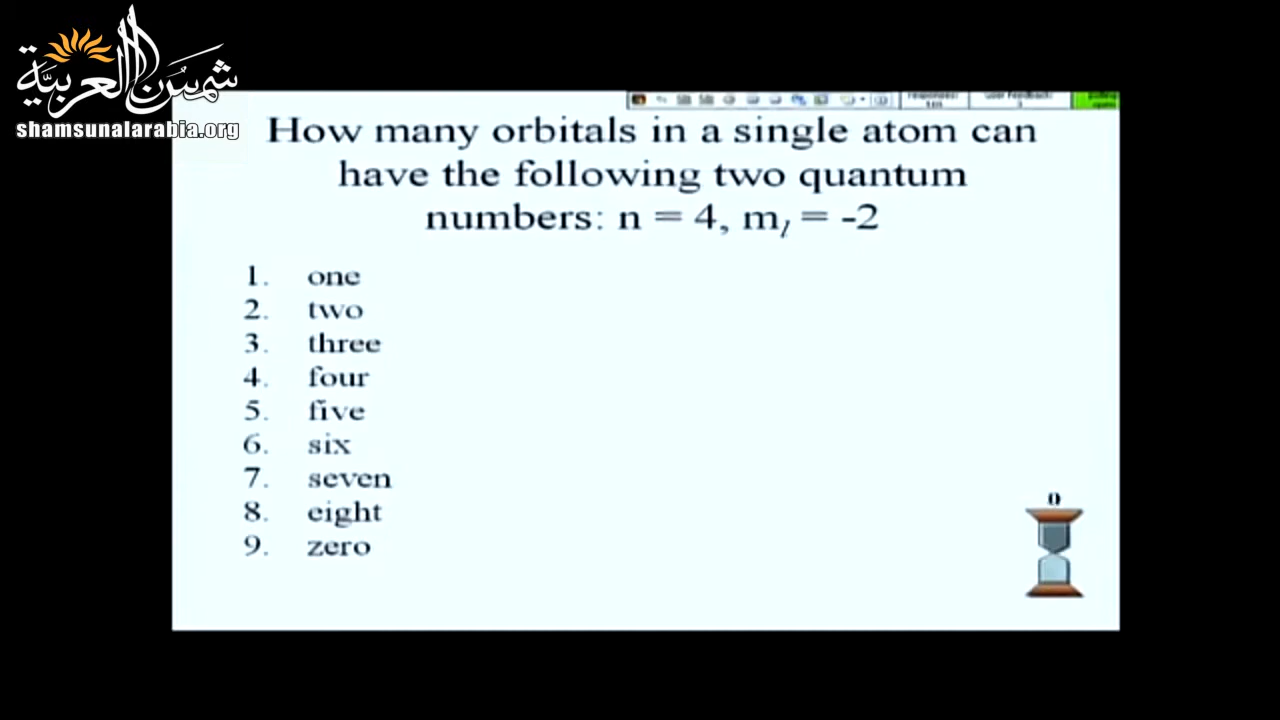 شمس العربية
shamsunalarabia.org
How many orbitals in a single atom can
have the following two quantum
numbers: n = 4, mₗ = -2
1. one
2. two
3. three
4. four
5. five
6. six
7. seven
8. eight
9. zero
0